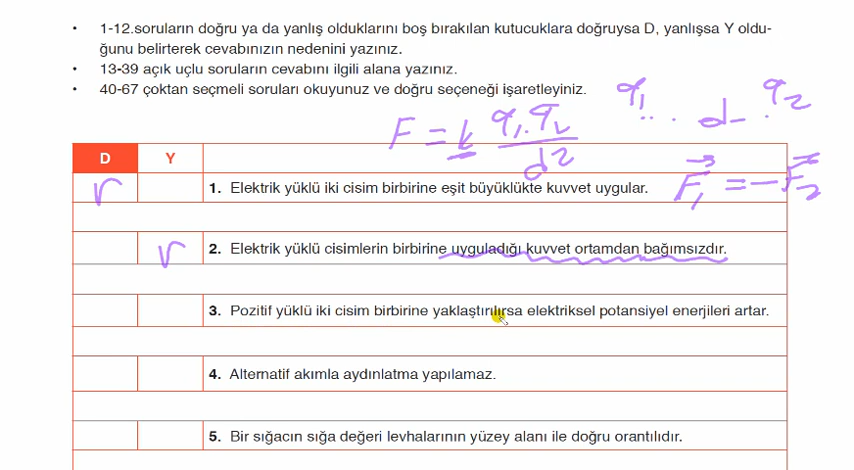 • 1-12.soruların doğru ya da yanlış olduklarını boş bırakılan kutucuklara doğruysa D, yanlışsa Y oldu-
ğunu belirterek cevabınızın nedenini yazınız.
• 13-39 açık uçlu soruların cevabını ilgili alana yazınız.
• 40-67 çoktan seçmeli soruları okuyunuz ve doğru seçeneği işaretleyiniz.
q1 . . d - . q2
F = k q1.q2 / d2
D Y
1. Elektrik yüklü iki cisim birbirine eşit büyüklükte kuvvet uygular.
F1 = -F2
2. Elektrik yüklü cisimlerin birbirine uyguladığı kuvvet ortamdan bağımsızdır.
3. Pozitif yüklü iki cisim birbirine yaklaştırılırsa elektriksel potansiyel enerjileri artar.
4. Alternatif akımla aydınlatma yapılamaz.
5. Bir sığacın sığa değeri levhalarının yüzey alanı ile doğru orantılıdır.